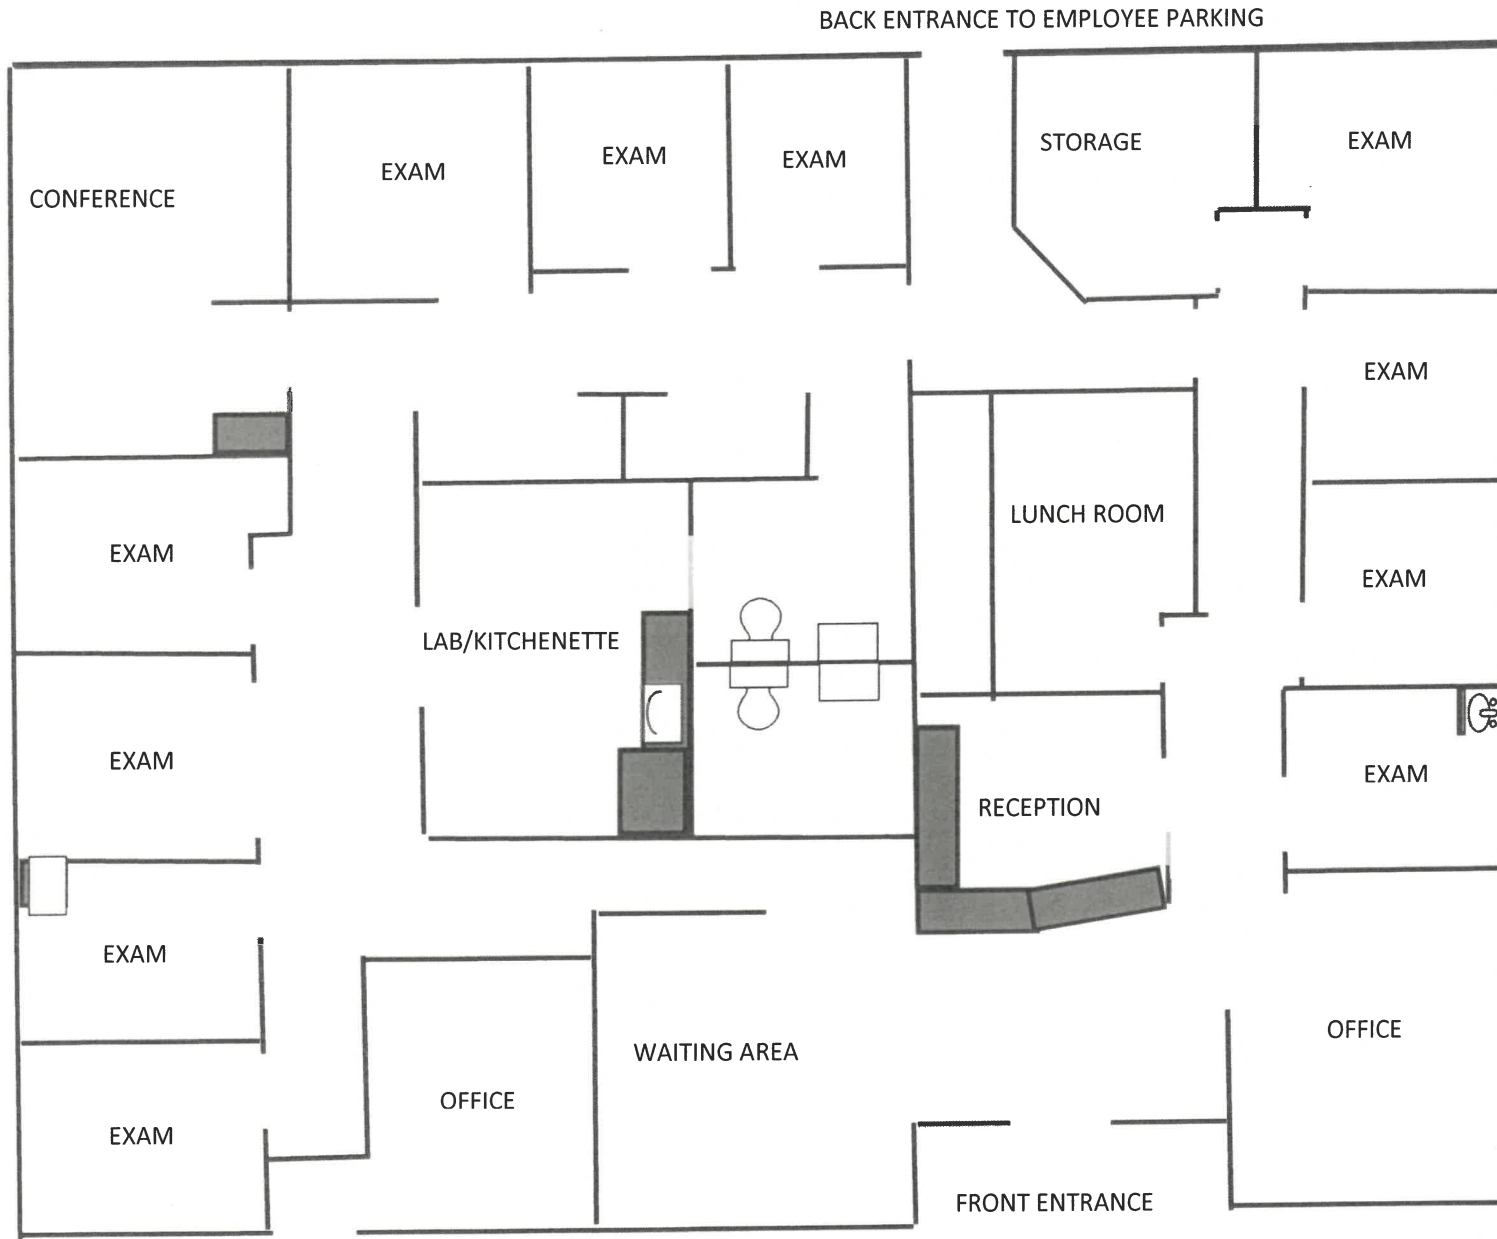 BACK ENTRANCE TO EMPLOYEE PARKING
CONFERENCE
EXAM
EXAM
EXAM
STORAGE
EXAM
EXAM
LUNCH ROOM
EXAM
EXAM
LAB/KITCHENETTE
EXAM
EXAM
RECEPTION
EXAM
OFFICE
WAITING AREA
OFFICE
EXAM
FRONT ENTRANCE